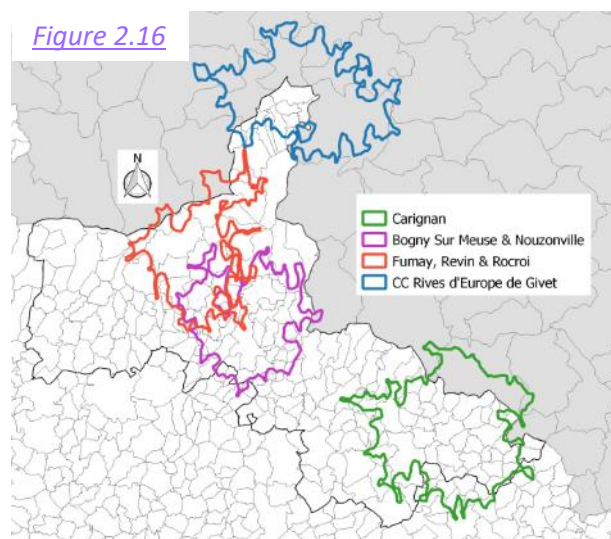 Figure 2.16
N
Carignan
Bogny Sur Meuse & Nouzonville
Fumay, Revin & Rocroi
CC Rives d'Europe de Givet